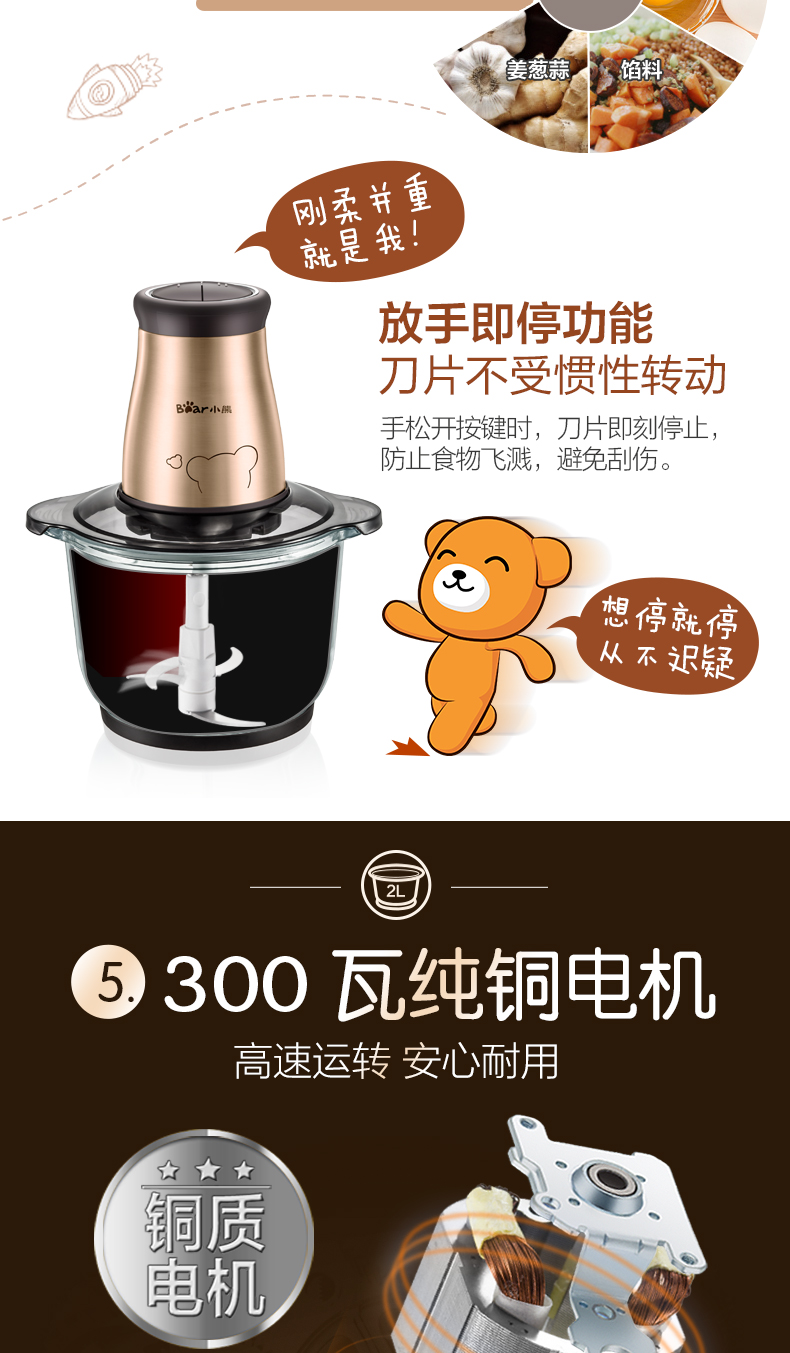 姜葱蒜
馅料
刚柔并重
就是我!
放手即停功能
刀片不受惯性转动
Bear小熊
手松开按键时，刀片即刻停止，
防止食物飞溅，避免刮伤。
想停就停
从不迟疑
2L
5. 300瓦纯铜电机
高速运转 安心耐用
铜质
电机